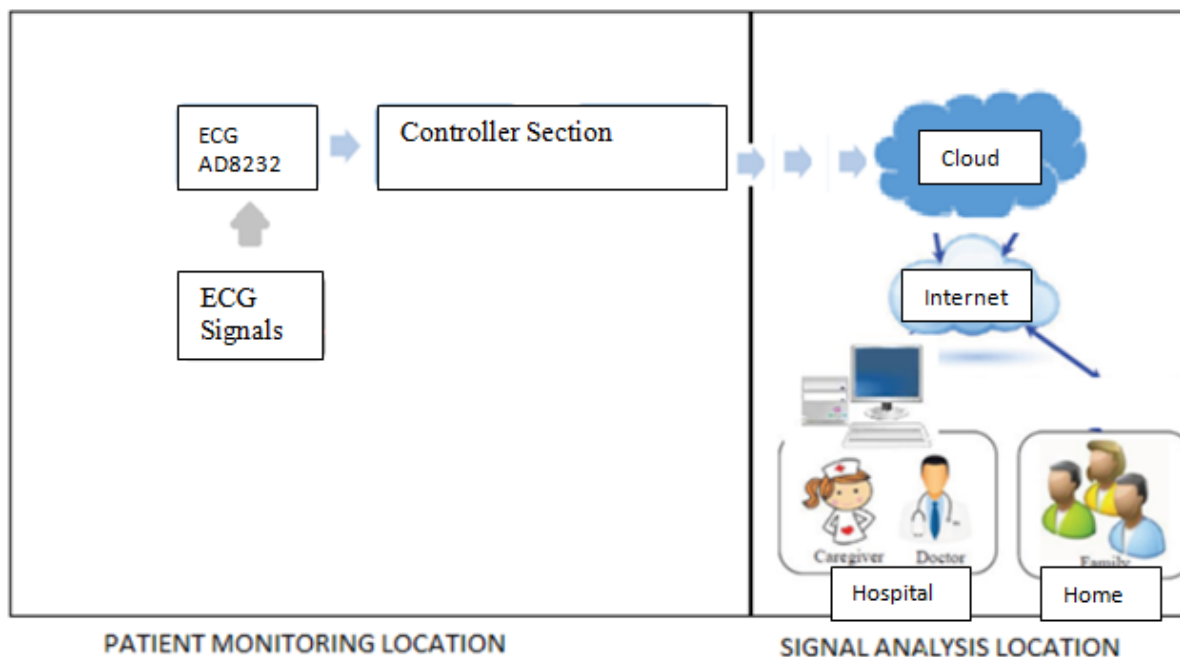 ECG
AD8232
Controller Section
ECG
Signals
Cloud
Internet
Caregiver
Doctor
Family
Hospital
Home
PATIENT MONITORING LOCATION
SIGNAL ANALYSIS LOCATION